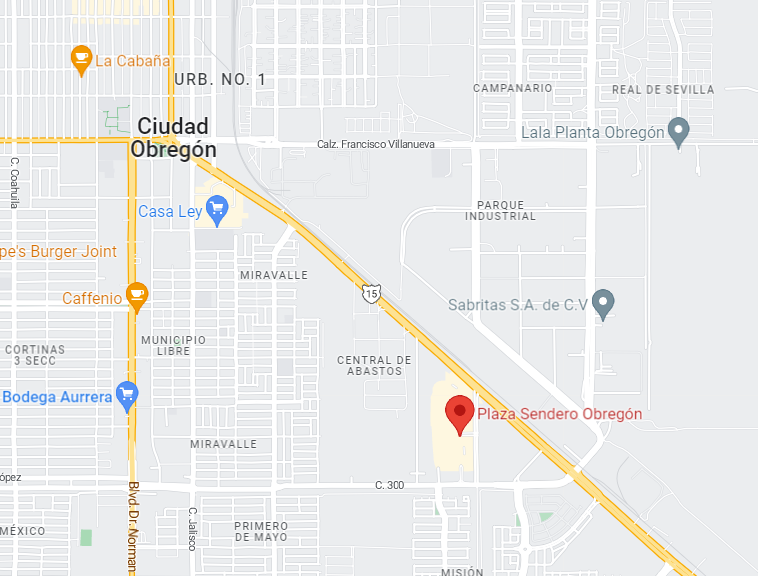 La Cabaña
URB. NO. 1
CAMPANARIO
REAL DE SEVILLA
Ciudad
Obregón
Lala Planta Obregón
Calz. Francisco Villanueva
C. Coahuila
PARQUE
INDUSTRIAL
Casa Ley
pe's Burger Joint
MIRAVALLE
15
Caffenio
Sabritas S.A. de C.V
MUNICIPIO
LIBRE
CORTINAS
3 SECC
CENTRAL DE
ABASTOS
Bodega Aurrera
Plaza Sendero Obregón
MIRAVALLE
ópez
C. 300
Blvd. Dr. Norman
C. Jalisco
MÉXICO
PRIMERO
DE MAYO
MISIÓN